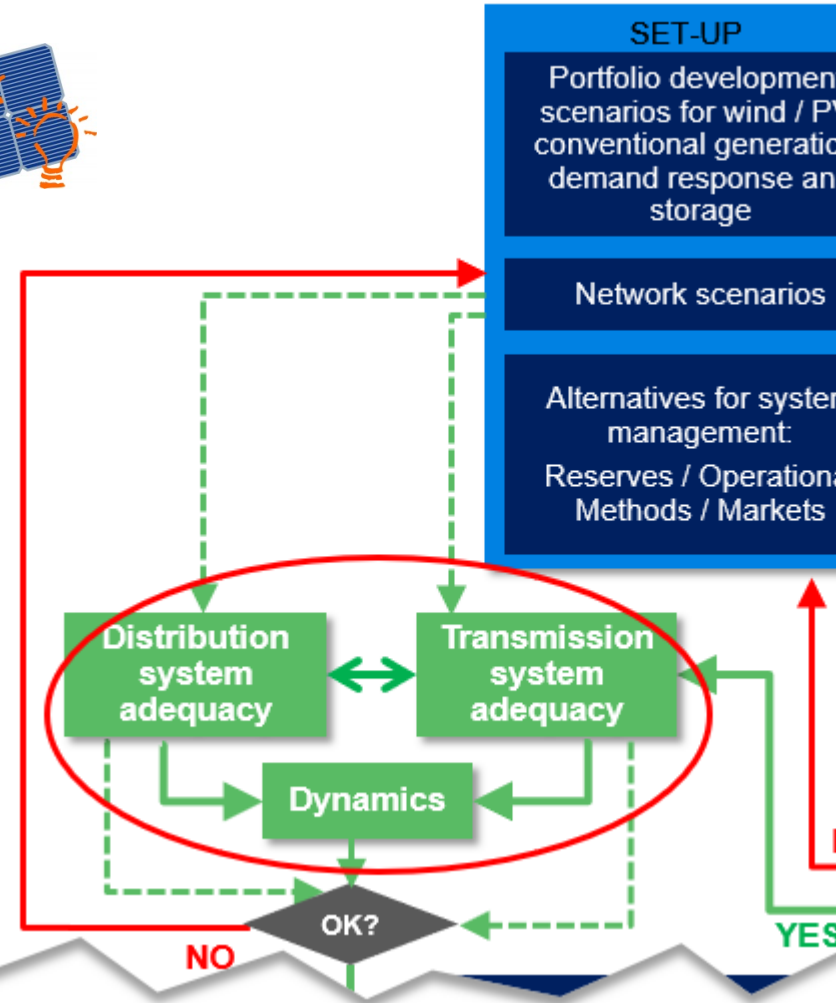 SET-UP
Portfolio developmen
scenarios for wind / PV
conventional generatio
demand response an
storage
Network scenarios
Alternatives for system
management:
Reserves / Operationa
Methods / Markets
Distribution
system
adequacy
Transmission
system
adequacy
Dynamics
OK?
NO
YES